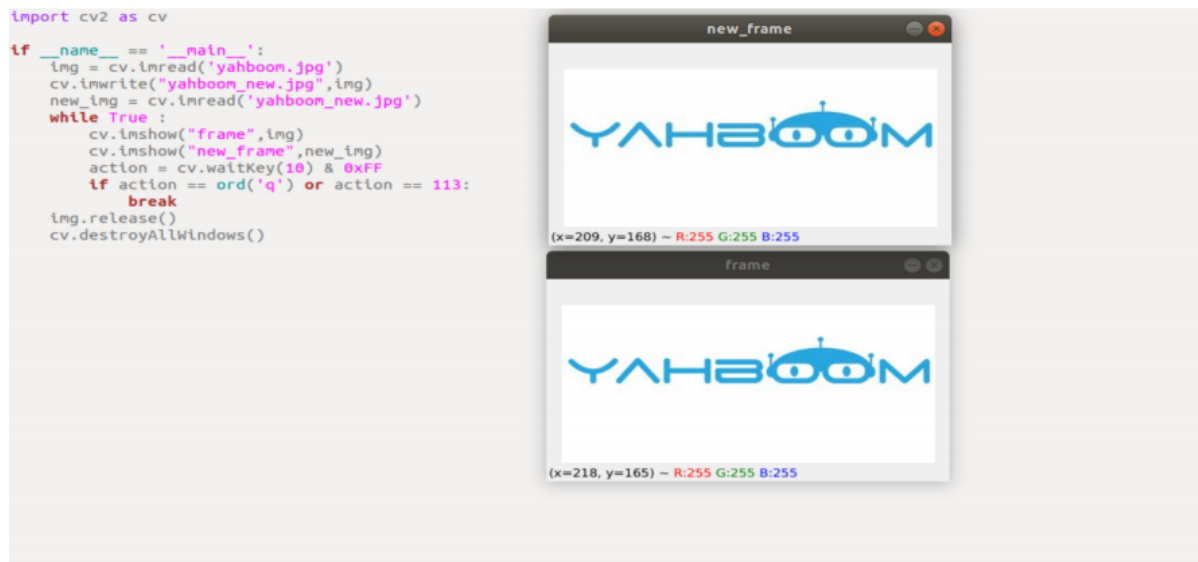 import cv2 as cv

if __name__ == '__main__':
    img = cv.imread('yahboom.jpg')
    cv.imwrite("yahboom_new.jpg",img)
    new_img = cv.imread('yahboom_new.jpg')
    while True :
        cv.imshow("frame",img)
        cv.imshow("new_frame",new_img)
        action = cv.waitKey(10) & 0xFF
        if action == ord('q') or action == 113:
            break
    img.release()
    cv.destroyAllWindows()
new_frame
YAHBOOM
(x=209, y=168) ~ R:255 G:255 B:255
frame
YAHBOOM
(x=218, y=165) ~ R:255 G:255 B:255